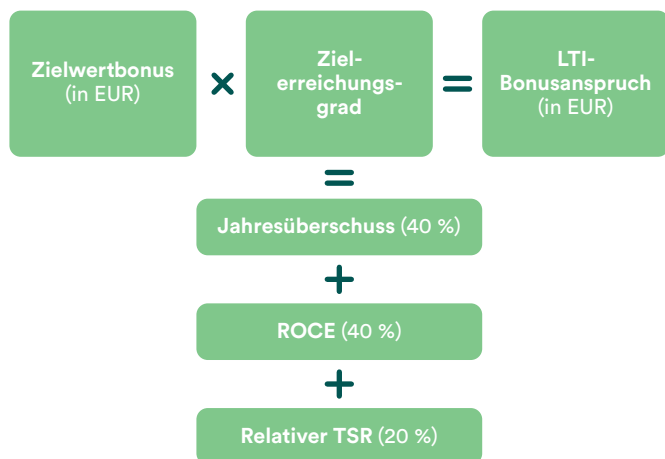 Zielwertbonus
(in EUR)
×
Ziel-
erreichungs-
grad
=
LTI-
Bonusanspruch
(in EUR)
=
Jahresüberschuss (40 %)
+
ROCE (40 %)
+
Relativer TSR (20 %)